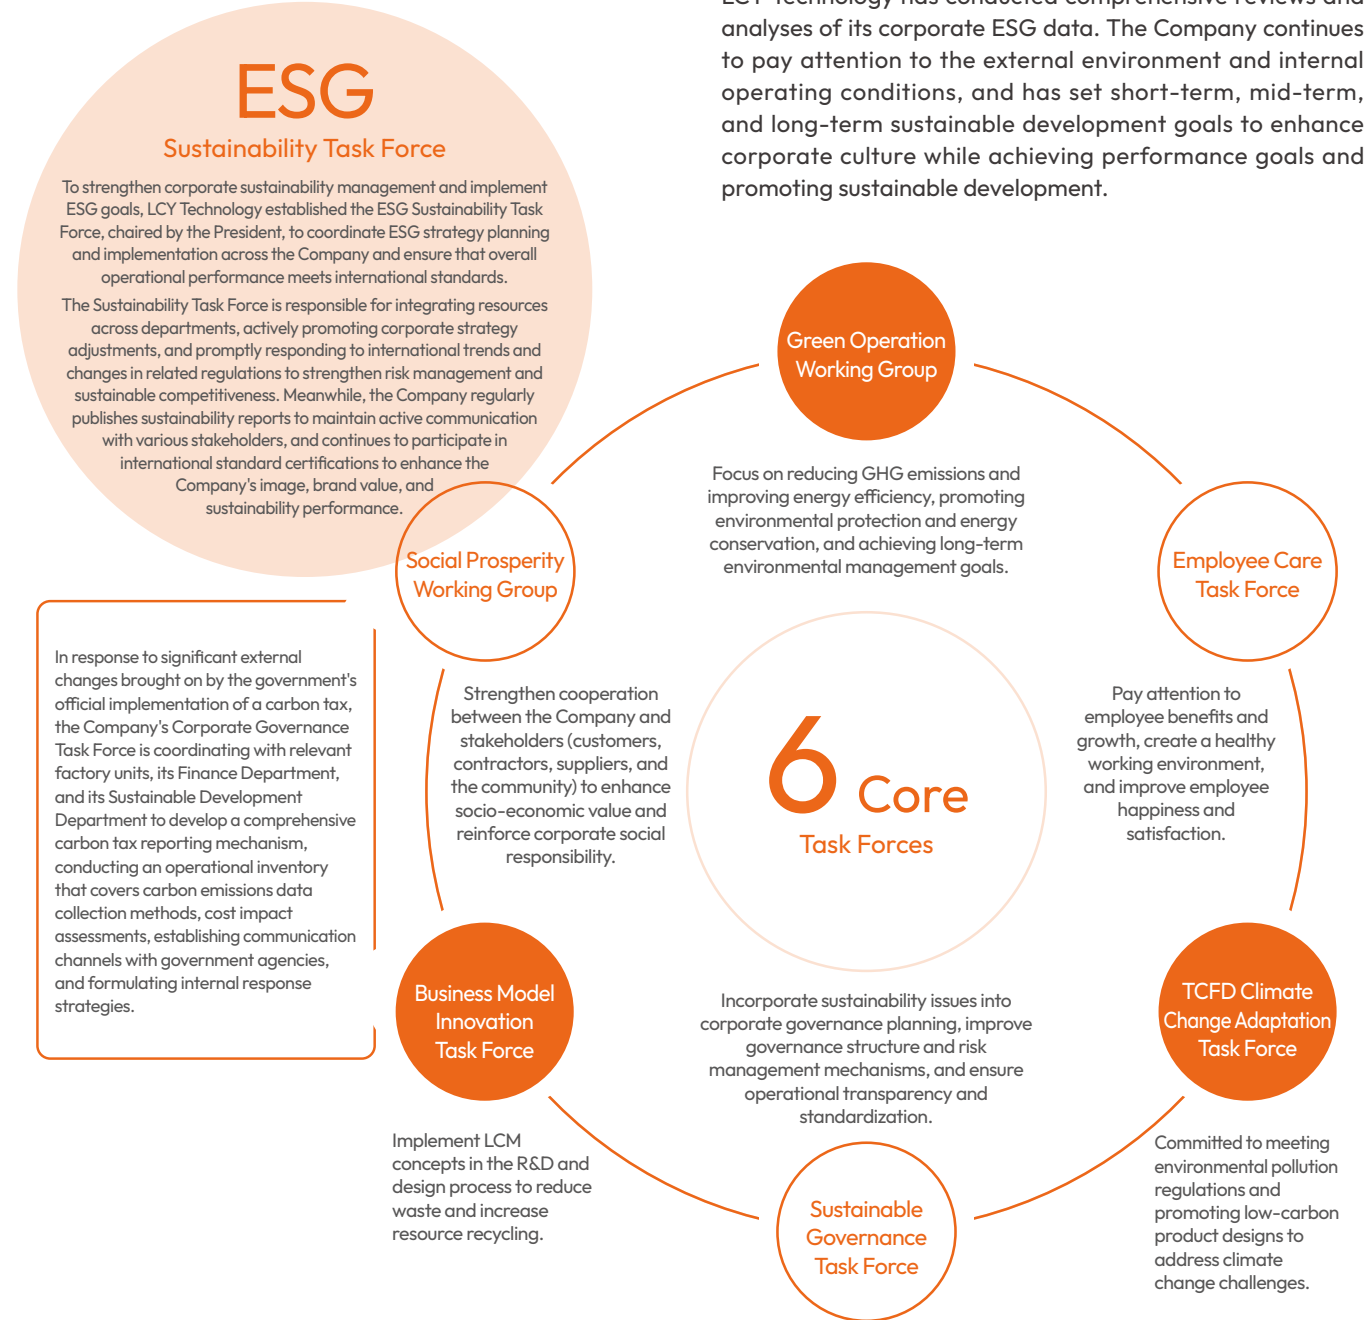 LCY Technology has conducted comprehensive reviews and
analyses of its corporate ESG data. The Company continues
to pay attention to the external environment and internal
operating conditions, and has set short-term, mid-term,
and long-term sustainable development goals to enhance
corporate culture while achieving performance goals and
promoting sustainable development.
ESG
Sustainability Task Force
To strengthen corporate sustainability management and implement
ESG goals, LCY Technology established the ESG Sustainability Task
Force, chaired by the President, to coordinate ESG strategy planning
and implementation across the Company and ensure that overall
operational performance meets international standards.
The Sustainability Task Force is responsible for integrating resources
across departments, actively promoting corporate strategy
adjustments, and promptly responding to international trends and
changes in related regulations to strengthen risk management and
sustainable competitiveness. Meanwhile, the Company regularly
publishes sustainability reports to maintain active communication
with various stakeholders, and continues to participate in
international standard certifications to enhance the
Company's image, brand value, and
sustainability performance.
Green Operation
Working Group
Focus on reducing GHG emissions and
improving energy efficiency, promoting
environmental protection and energy
conservation, and achieving long-term
environmental management goals.
Social Prosperity
Working Group
Strengthen cooperation
between the Company and
stakeholders (customers,
contractors, suppliers, and
the community) to enhance
socio-economic value and
reinforce corporate social
responsibility.
Employee Care
Task Force
Pay attention to
employee benefits and
growth, create a healthy
working environment,
and improve employee
happiness and
satisfaction.
6 Core
Task Forces
In response to significant external
changes brought on by the government's
official implementation of a carbon tax,
the Company's Corporate Governance
Task Force is coordinating with relevant
factory units, its Finance Department,
and its Sustainable Development
Department to develop a comprehensive
carbon tax reporting mechanism,
conducting an operational inventory
that covers carbon emissions data
collection methods, cost impact
assessments, establishing communication
channels with government agencies,
and formulating internal response
strategies.
Business Model
Innovation
Task Force
Implement LCM
concepts in the R&D and
design process to reduce
waste and increase
resource recycling.
Incorporate sustainability issues into
corporate governance planning, improve
governance structure and risk
management mechanisms, and ensure
operational transparency and
standardization.
Sustainable
Governance
Task Force
TCFD Climate
Change Adaptation
Task Force
Committed to meeting
environmental pollution
regulations and
promoting low-carbon
product designs to
address climate
change challenges.